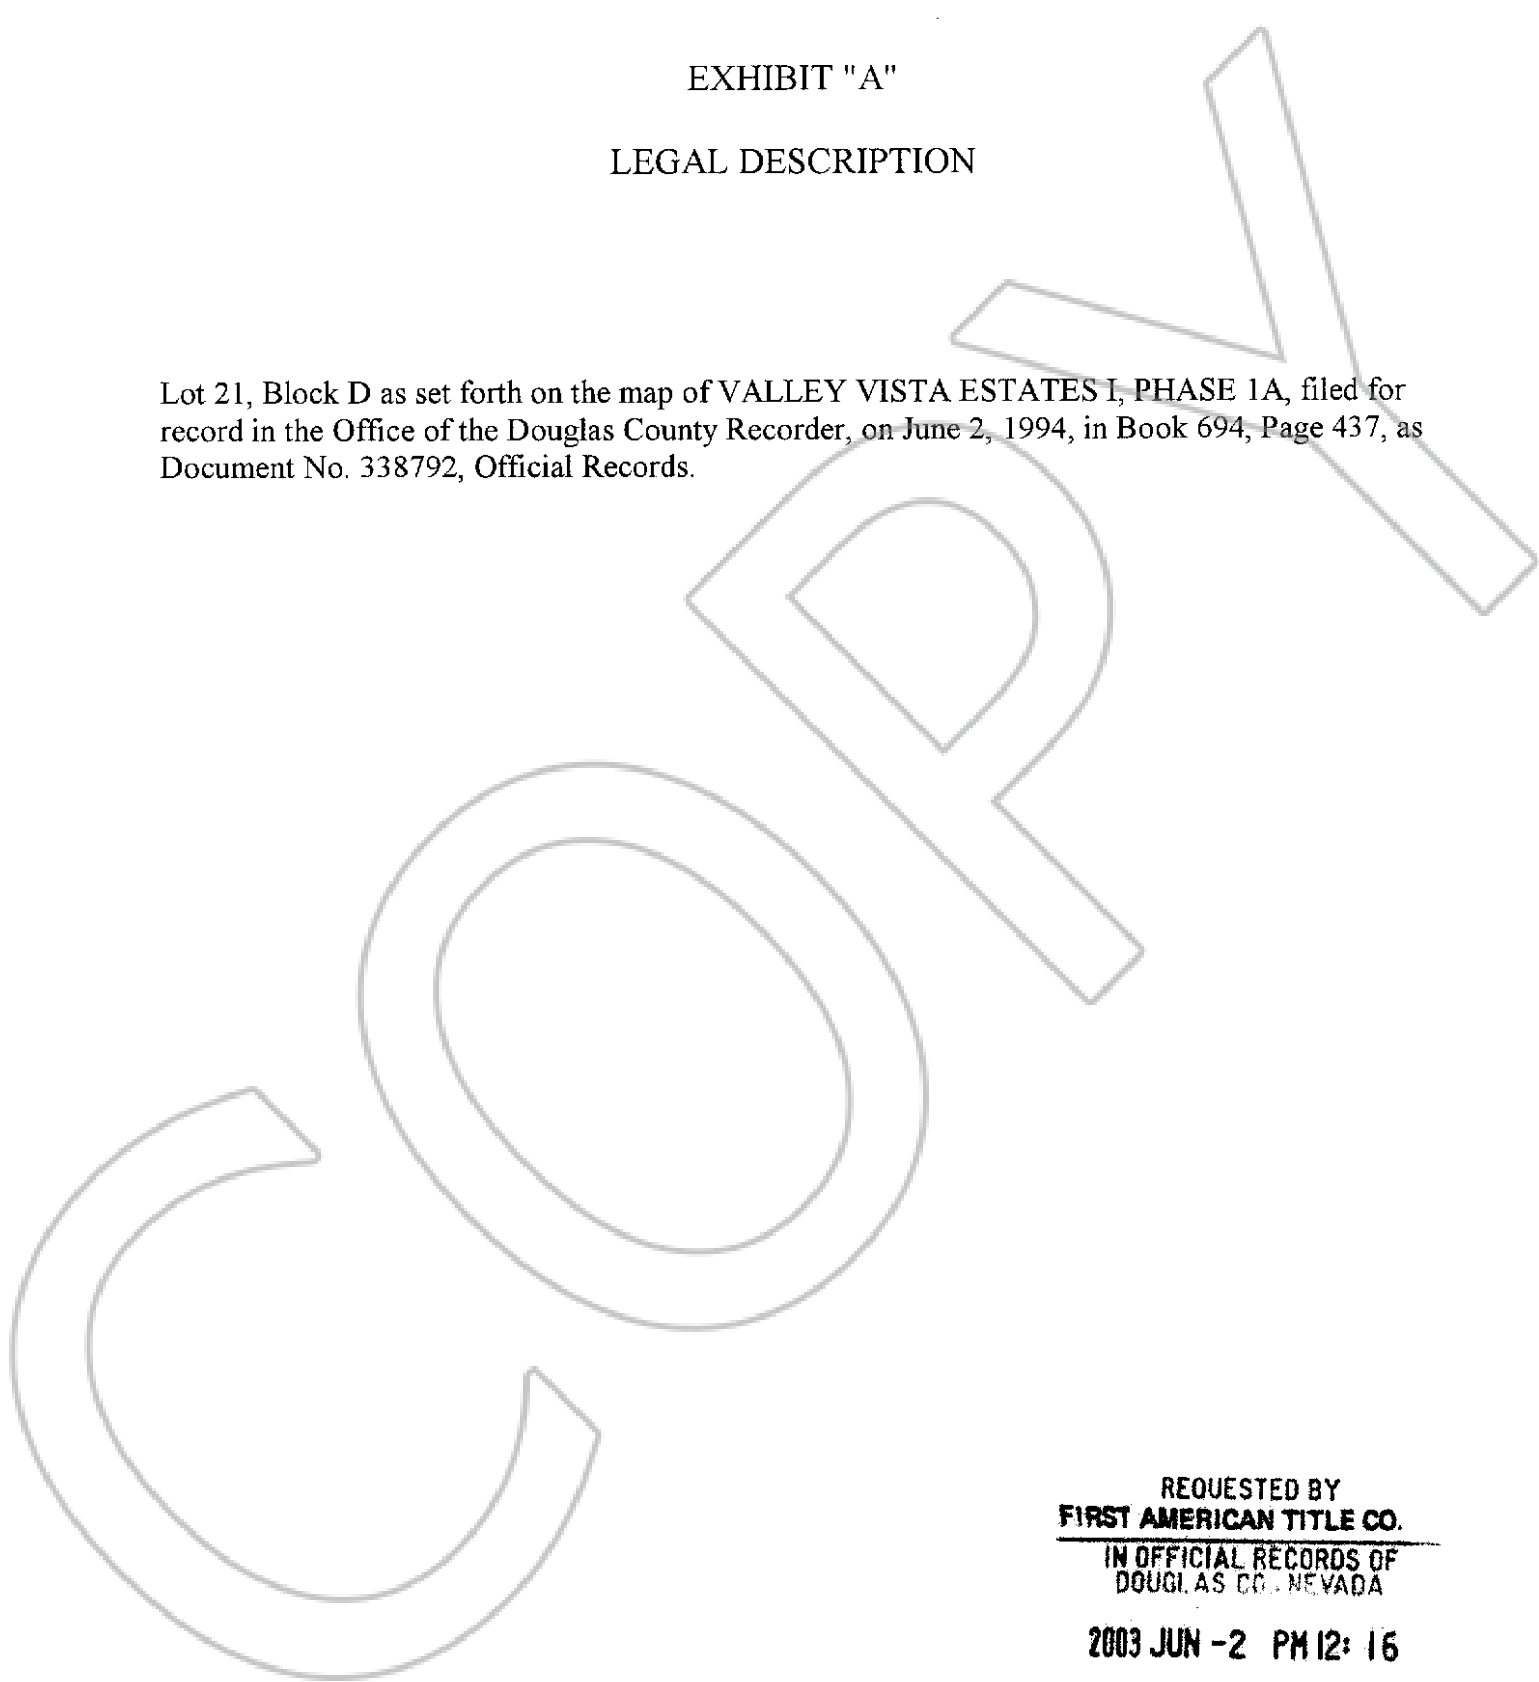 EXHIBIT "A"
LEGAL DESCRIPTION
Lot 21, Block D as set forth on the map of VALLEY VISTA ESTATES I, PHASE 1A, filed for
record in the Office of the Douglas County Recorder, on June 2, 1994, in Book 694, Page 437, as
Document No. 338792, Official Records.
COPY
REQUESTED BY
FIRST AMERICAN TITLE CO.
IN OFFICIAL RECORDS OF
DOUGLAS CO., NEVADA
2003 JUN -2 PM 12: 16